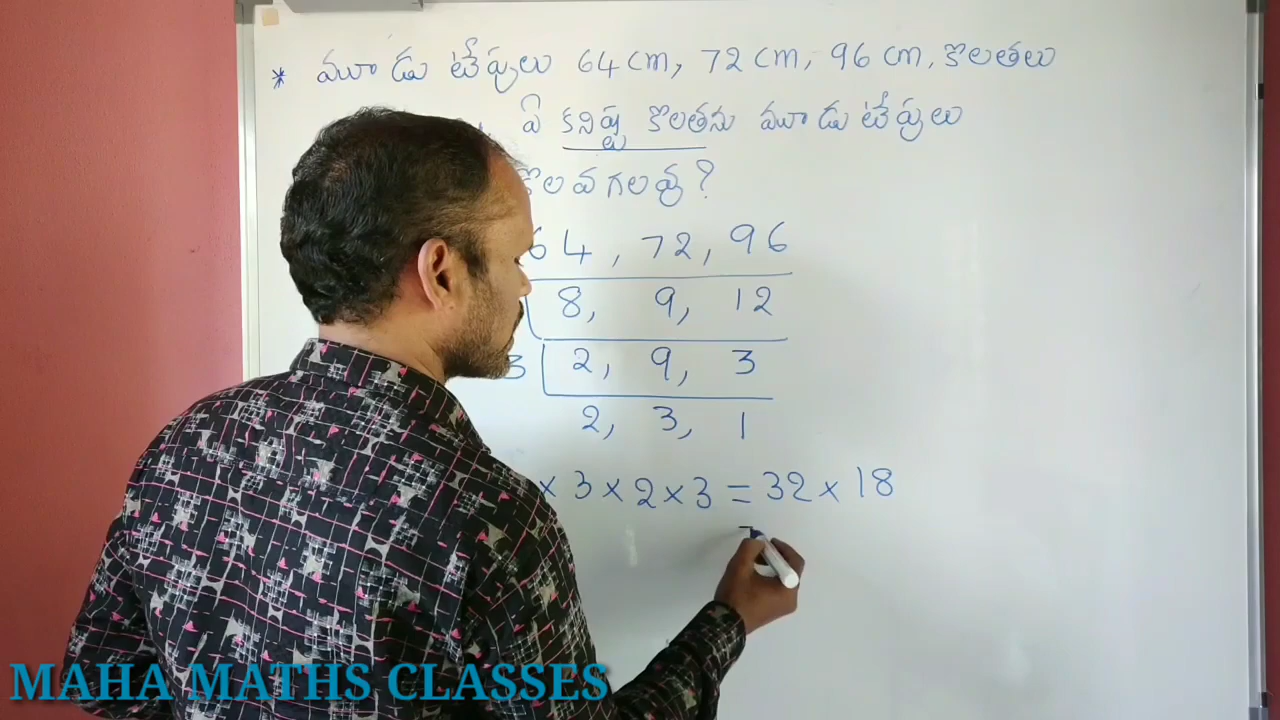 * మూడు టేపులు 64 cm, 72 cm, 96 cm, కొలతలు
ఏ కనిష్ట కొలతను మూడు టేపులు
కొలవగలవు?
64, 72, 96
8, 9, 12
3 2, 9, 3
2, 3, 1
× 3 × 2 × 3 = 32 × 18
MAHA MATHS CLASSES